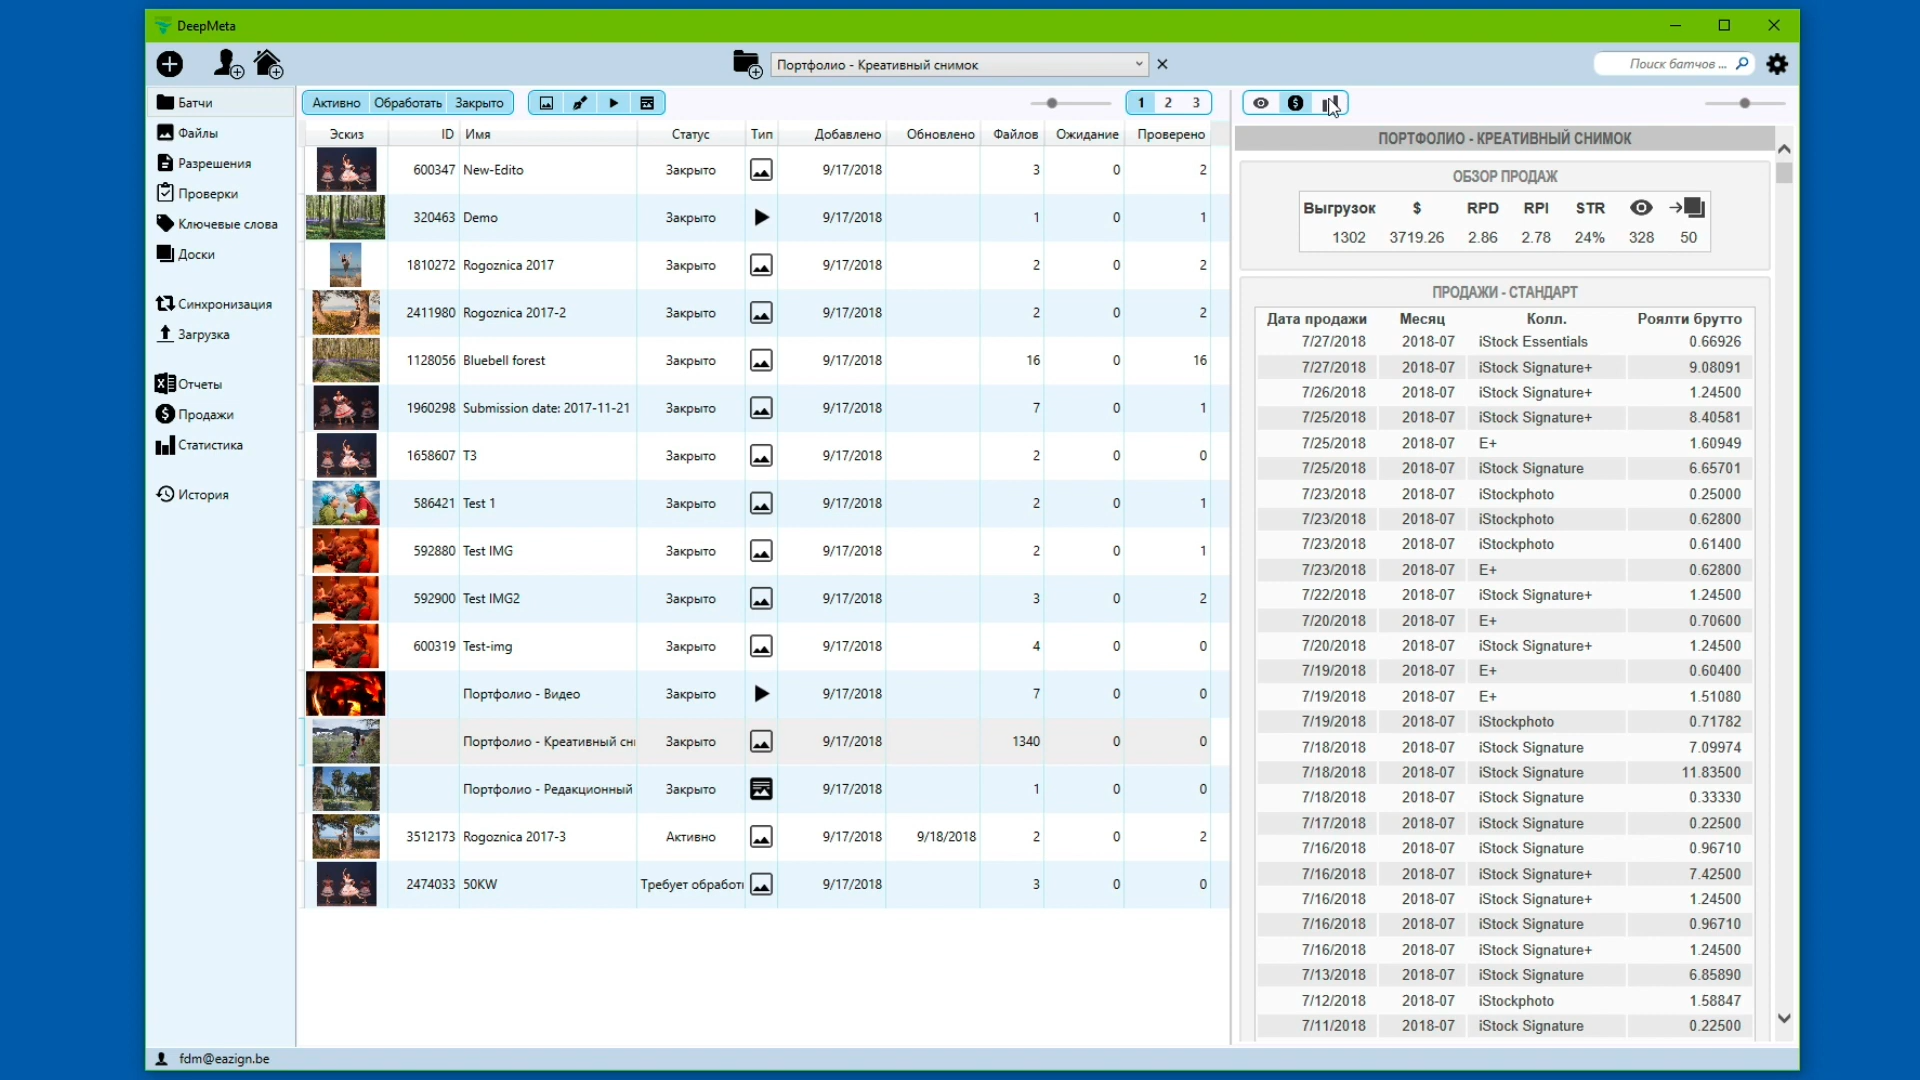 DeepMeta
Портфолио - Креативный снимок
Поиск батчов ...
Батчи
Файлы
Разрешения
Проверки
Ключевые слова
Доски
Синхронизация
Загрузка
Отчеты
Продажи
Статистика
История
Активно Обработать Закрыто
1 2 3
Эскиз ID Имя Статус Тип Добавлено Обновлено Файлов Ожидание Проверено
600347 New-Edito Закрыто 9/17/2018 3 0 2
320463 Demo Закрыто 9/17/2018 1 0 1
1810272 Rogoznica 2017 Закрыто 9/17/2018 2 0 2
2411980 Rogoznica 2017-2 Закрыто 9/17/2018 2 0 2
1128056 Bluebell forest Закрыто 9/17/2018 16 0 16
1960298 Submission date: 2017-11-21 Закрыто 9/17/2018 7 0 1
1658607 T3 Закрыто 9/17/2018 2 0 0
586421 Test 1 Закрыто 9/17/2018 2 0 1
592880 Test IMG Закрыто 9/17/2018 2 0 1
592900 Test IMG2 Закрыто 9/17/2018 3 0 2
600319 Test-img Закрыто 9/17/2018 4 0 0
Портфолио - Видео Закрыто 9/17/2018 7 0 0
Портфолио - Креативный сни Закрыто 9/17/2018 1340 0 0
Портфолио - Редакционный Закрыто 9/17/2018 1 0 0
3512173 Rogoznica 2017-3 Активно 9/17/2018 9/18/2018 2 0 2
2474033 50KW Требует обработ 9/17/2018 3 0 0
ПОРТФОЛИО - КРЕАТИВНЫЙ СНИМОК
ОБЗОР ПРОДАЖ
Выгрузок $ RPD RPI STR
1302 3719.26 2.86 2.78 24% 328 50
ПРОДАЖИ - СТАНДАРТ
Дата продажи Месяц Колл. Роялти брутто
7/27/2018 2018-07 iStock Essentials 0.66926
7/27/2018 2018-07 iStock Signature+ 9.08091
7/26/2018 2018-07 iStock Signature+ 1.24500
7/25/2018 2018-07 iStock Signature+ 8.40581
7/25/2018 2018-07 E+ 1.60949
7/25/2018 2018-07 iStock Signature 6.65701
7/23/2018 2018-07 iStockphoto 0.25000
7/23/2018 2018-07 iStockphoto 0.62800
7/23/2018 2018-07 iStockphoto 0.61400
7/23/2018 2018-07 E+ 0.62800
7/22/2018 2018-07 iStock Signature+ 1.24500
7/20/2018 2018-07 E+ 0.70600
7/20/2018 2018-07 iStock Signature+ 1.24500
7/19/2018 2018-07 E+ 0.60400
7/19/2018 2018-07 E+ 1.51080
7/19/2018 2018-07 iStockphoto 0.71782
7/18/2018 2018-07 iStock Signature 7.09974
7/18/2018 2018-07 iStock Signature 11.83500
7/18/2018 2018-07 iStock Signature 0.33330
7/17/2018 2018-07 iStock Signature 0.22500
7/16/2018 2018-07 iStock Signature 0.96710
7/16/2018 2018-07 iStock Signature+ 7.42500
7/16/2018 2018-07 iStock Signature+ 1.24500
7/16/2018 2018-07 iStock Signature 0.96710
7/16/2018 2018-07 iStock Signature+ 1.24500
7/13/2018 2018-07 iStock Signature 6.85890
7/12/2018 2018-07 iStockphoto 1.58847
7/11/2018 2018-07 iStock Signature 0.22500
fdm@eazign.be